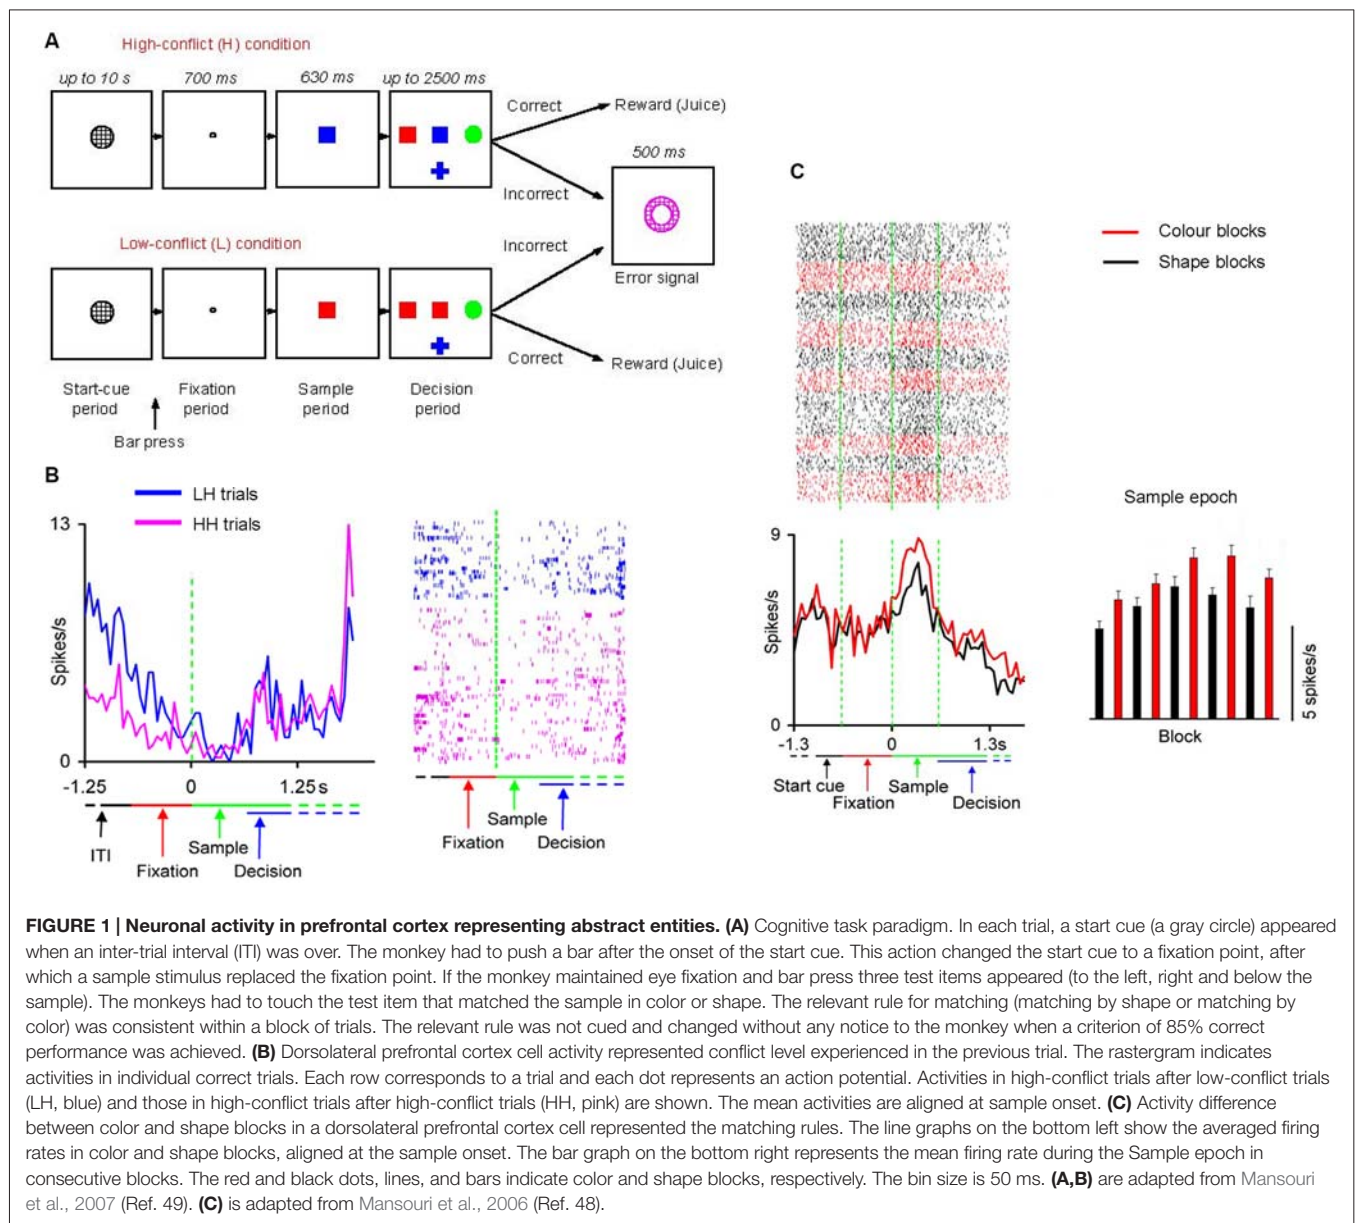 A
High-conflict (H) condition
up to 10 s
700 ms
630 ms
up to 2500 ms
Correct
Reward (Juice)
Incorrect
500 ms
Error signal
Low-conflict (L) condition
Incorrect
Correct
Reward (Juice)
Start-cue
period
Fixation
period
Sample
period
Decision
period
Bar press
B
LH trials
HH trials
13
Spikes/s
0
-1.25
0
1.25 s
ITI
Fixation
Sample
Decision
Fixation
Sample
Decision
C
Colour blocks
Shape blocks
9
Spikes/s
0
-1.3
0
1.3s
Start cue
Fixation
Sample
Decision
Sample epoch
5 spikes/s
Block
FIGURE 1 | Neuronal activity in prefrontal cortex representing abstract entities. (A) Cognitive task paradigm. In each trial, a start cue (a gray circle) appeared
when an inter-trial interval (ITI) was over. The monkey had to push a bar after the onset of the start cue. This action changed the start cue to a fixation point, after
which a sample stimulus replaced the fixation point. If the monkey maintained eye fixation and bar press three test items appeared (to the left, right and below the
sample). The monkeys had to touch the test item that matched the sample in color or shape. The relevant rule for matching (matching by shape or matching by
color) was consistent within a block of trials. The relevant rule was not cued and changed without any notice to the monkey when a criterion of 85% correct
performance was achieved. (B) Dorsolateral prefrontal cortex cell activity represented conflict level experienced in the previous trial. The rastergram indicates
activities in individual correct trials. Each row corresponds to a trial and each dot represents an action potential. Activities in high-conflict trials after low-conflict trials
(LH, blue) and those in high-conflict trials after high-conflict trials (HH, pink) are shown. The mean activities are aligned at sample onset. (C) Activity difference
between color and shape blocks in a dorsolateral prefrontal cortex cell represented the matching rules. The line graphs on the bottom left show the averaged firing
rates in color and shape blocks, aligned at the sample onset. The bar graph on the bottom right represents the mean firing rate during the Sample epoch in
consecutive blocks. The red and black dots, lines, and bars indicate color and shape blocks, respectively. The bin size is 50 ms. (A,B) are adapted from Mansouri
et al., 2007 (Ref. 49). (C) is adapted from Mansouri et al., 2006 (Ref. 48).